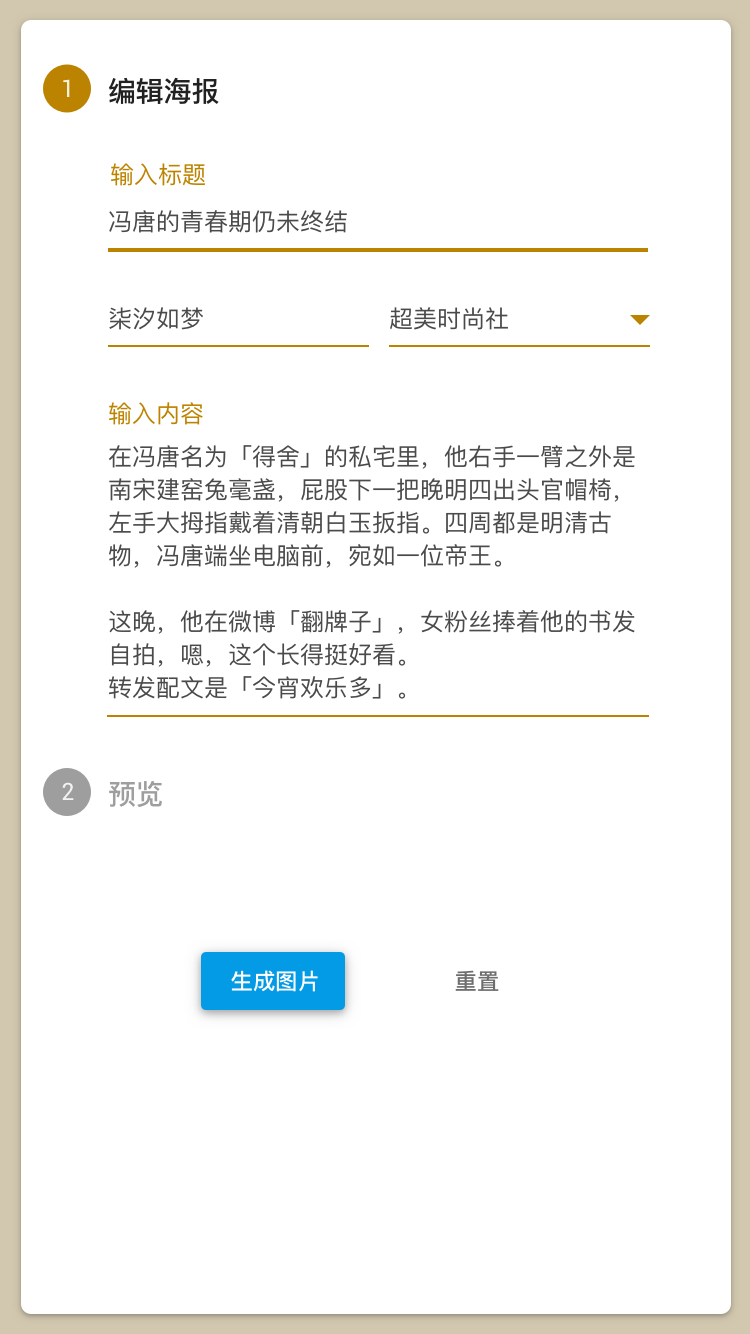 1 编辑海报
输入标题
冯唐的青春期仍未终结
柒汐如梦 超美时尚社
输入内容
在冯唐名为「得舍」的私宅里，他右手一臂之外是
南宋建窑兔毫盏，屁股下一把晚明四出头官帽椅，
左手大拇指戴着清朝白玉扳指。四周都是明清古
物，冯唐端坐电脑前，宛如一位帝王。
这晚，他在微博「翻牌子」，女粉丝捧着他的书发
自拍，嗯，这个长得挺好看。
转发配文是「今宵欢乐多」。
2 预览
生成图片 重置